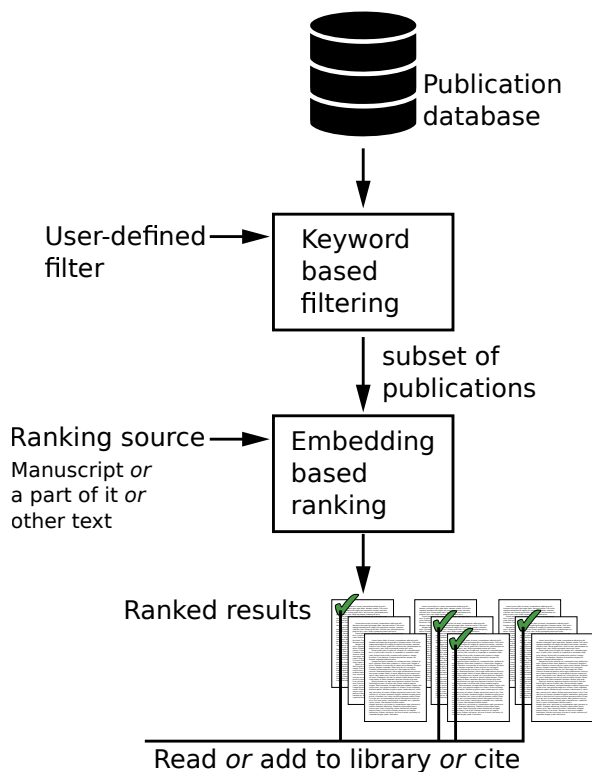 Publication
database
User-defined
filter
Keyword
based
filtering
subset of
publications
Ranking source
Manuscript or
a part of it or
other text
Embedding
based
ranking
Ranked results
Read or add to library or cite